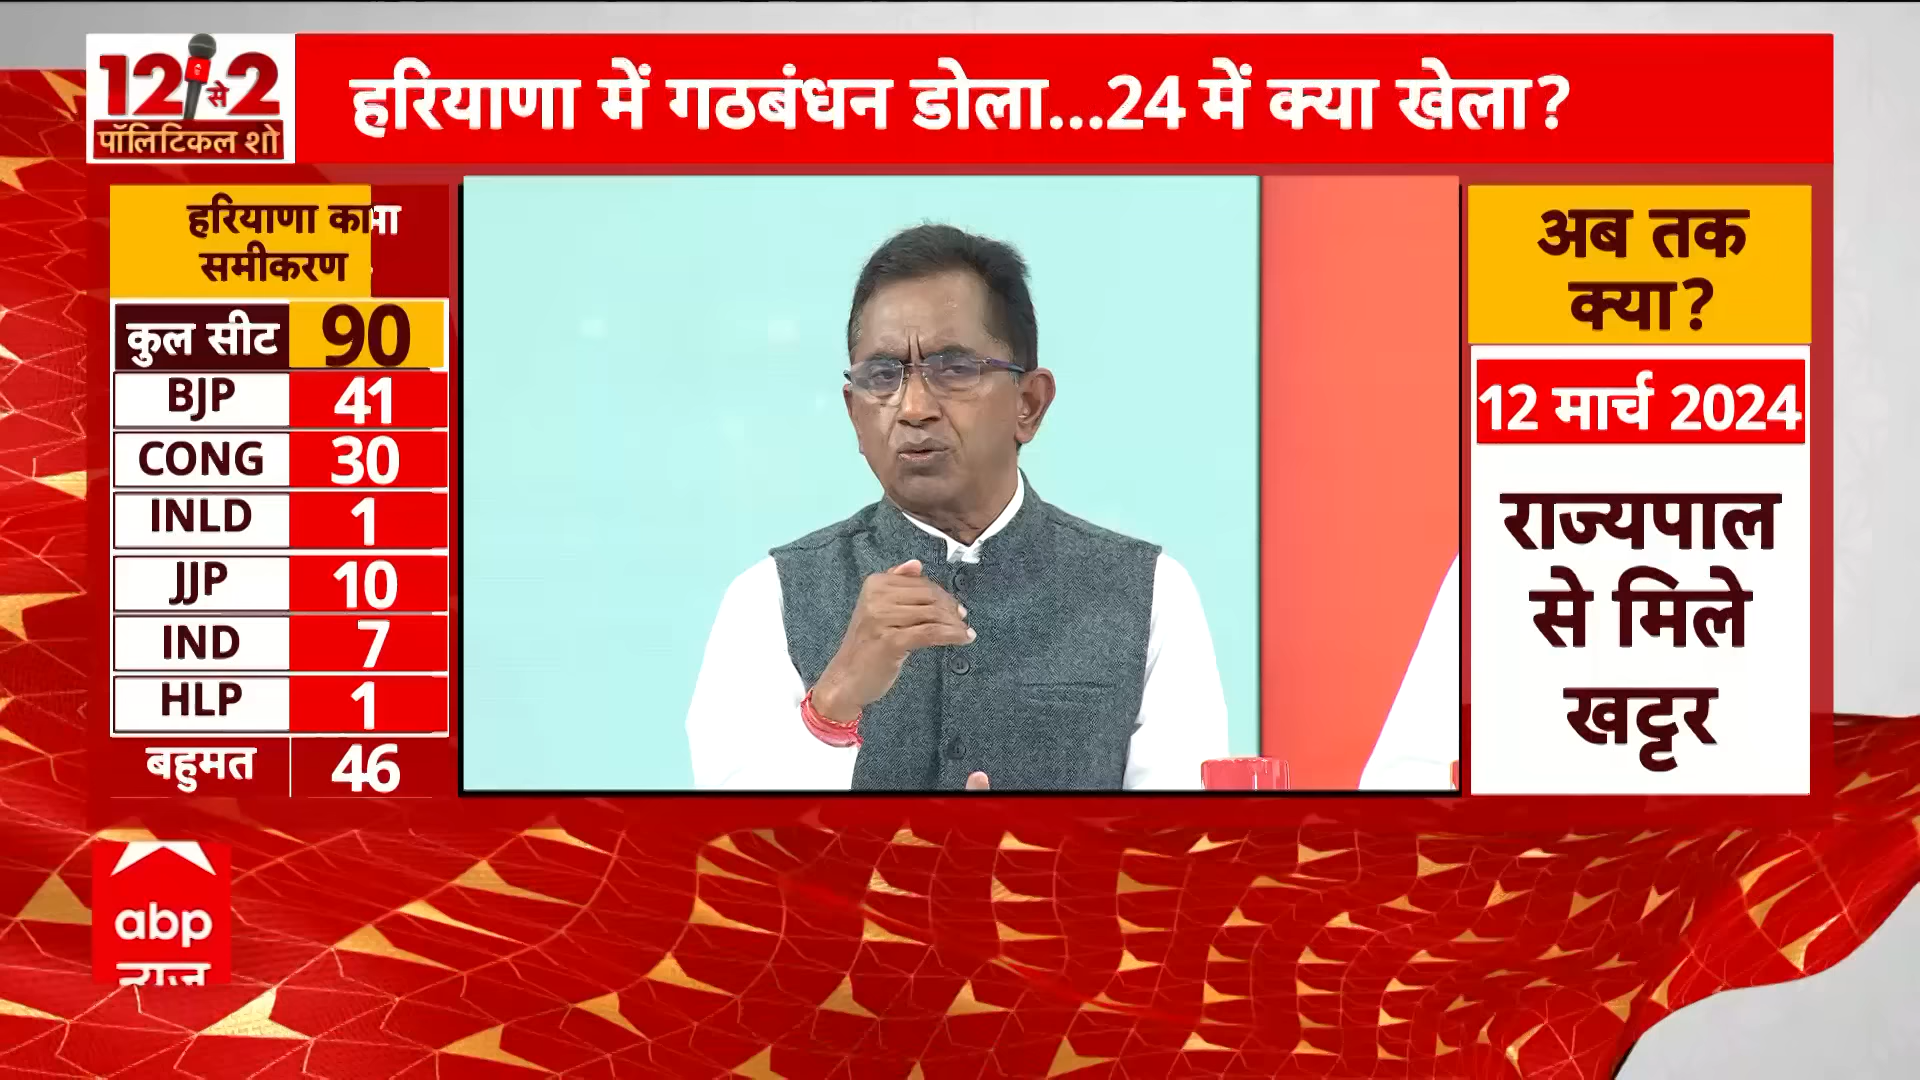 12 से 2
पॉलिटिकल शो
हरियाणा में गठबंधन डोला...24 में क्या खेला?
हरियाणा का
समीकरण
कुल सीट 90
BJP 41
CONG 30
INLD 1
JJP 10
IND 7
HLP 1
बहुमत 46
अब तक
क्या?
12 मार्च 2024
राज्यपाल
से मिले
खट्टर
abp
न्यूज़